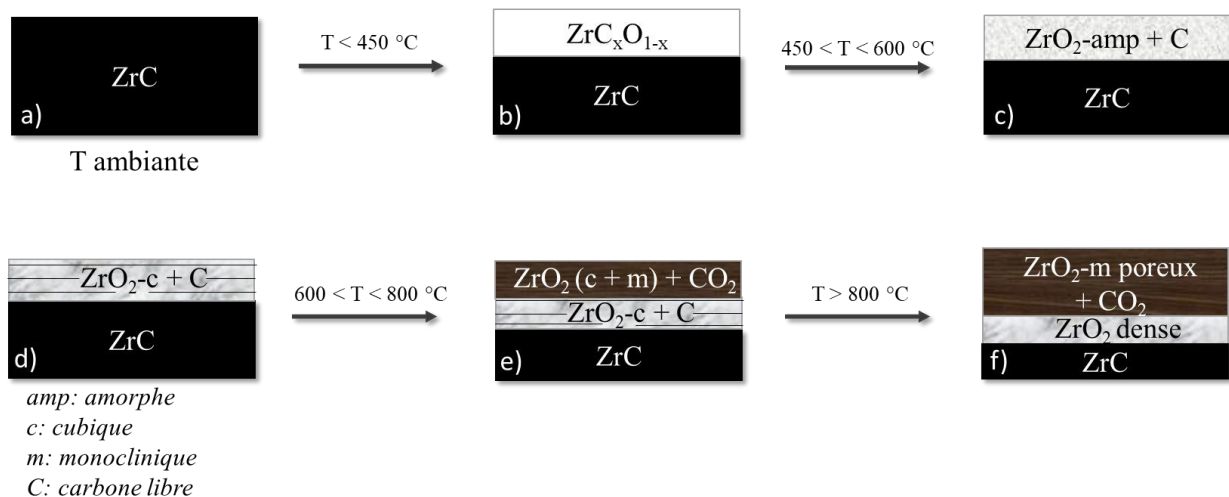 ZrC
a)
T ambiante
T < 450 °C
ZrCₓO₁₋ₓ
ZrC
b)
450 < T < 600 °C
ZrO₂-amp + C
ZrC
c)
ZrO₂-c + C
ZrC
d)
amp: amorphe
c: cubique
m: monoclinique
C: carbone libre
600 < T < 800 °C
ZrO₂ (c + m) + CO₂
ZrO₂-c + C
ZrC
e)
T > 800 °C
ZrO₂-m poreux
+ CO₂
ZrO₂ dense
ZrC
f)